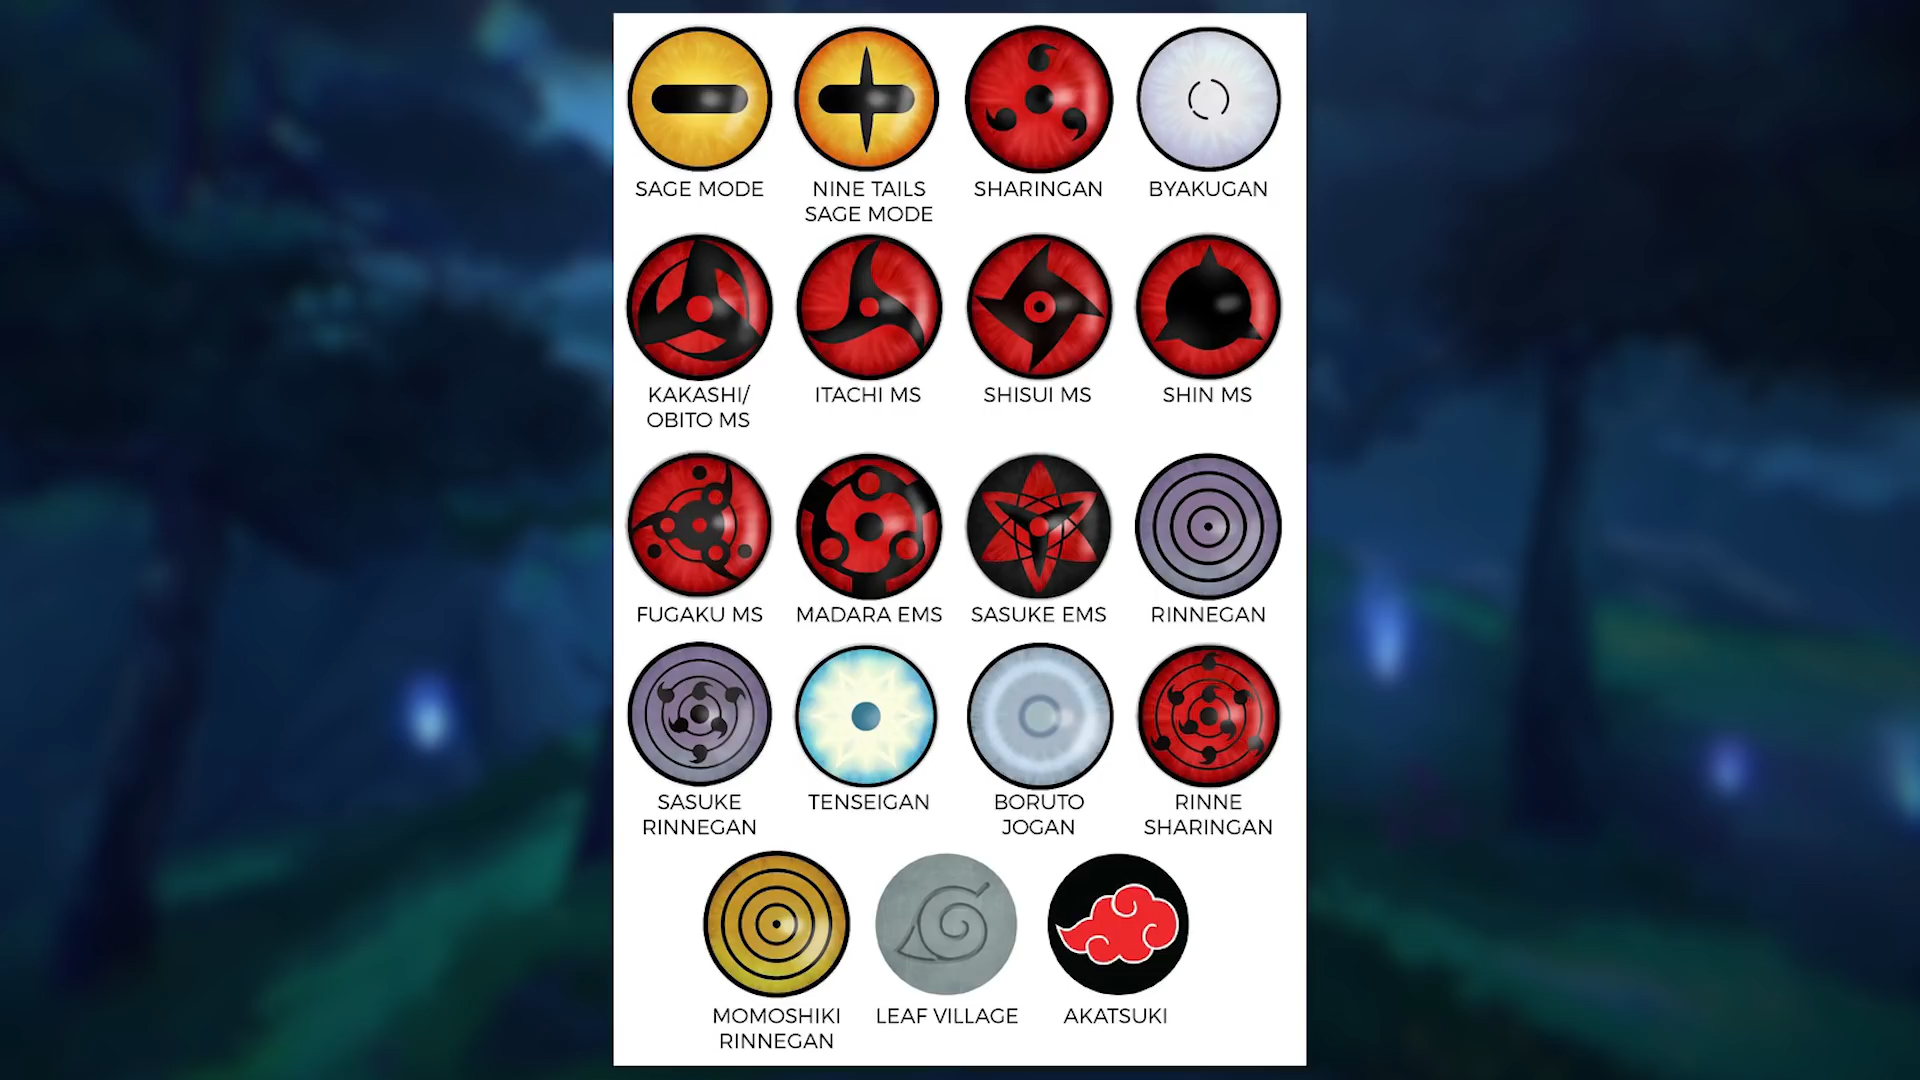 SAGE MODE
NINE TAILS
SAGE MODE
SHARINGAN
BYAKUGAN
KAKASHI/
OBITO MS
ITACHI MS
SHISUI MS
SHIN MS
FUGAKU MS
MADARA EMS
SASUKE EMS
RINNEGAN
SASUKE
RINNEGAN
TENSEIGAN
BORUTO
JOGAN
RINNE
SHARINGAN
MOMOSHIKI
RINNEGAN
LEAF VILLAGE
AKATSUKI